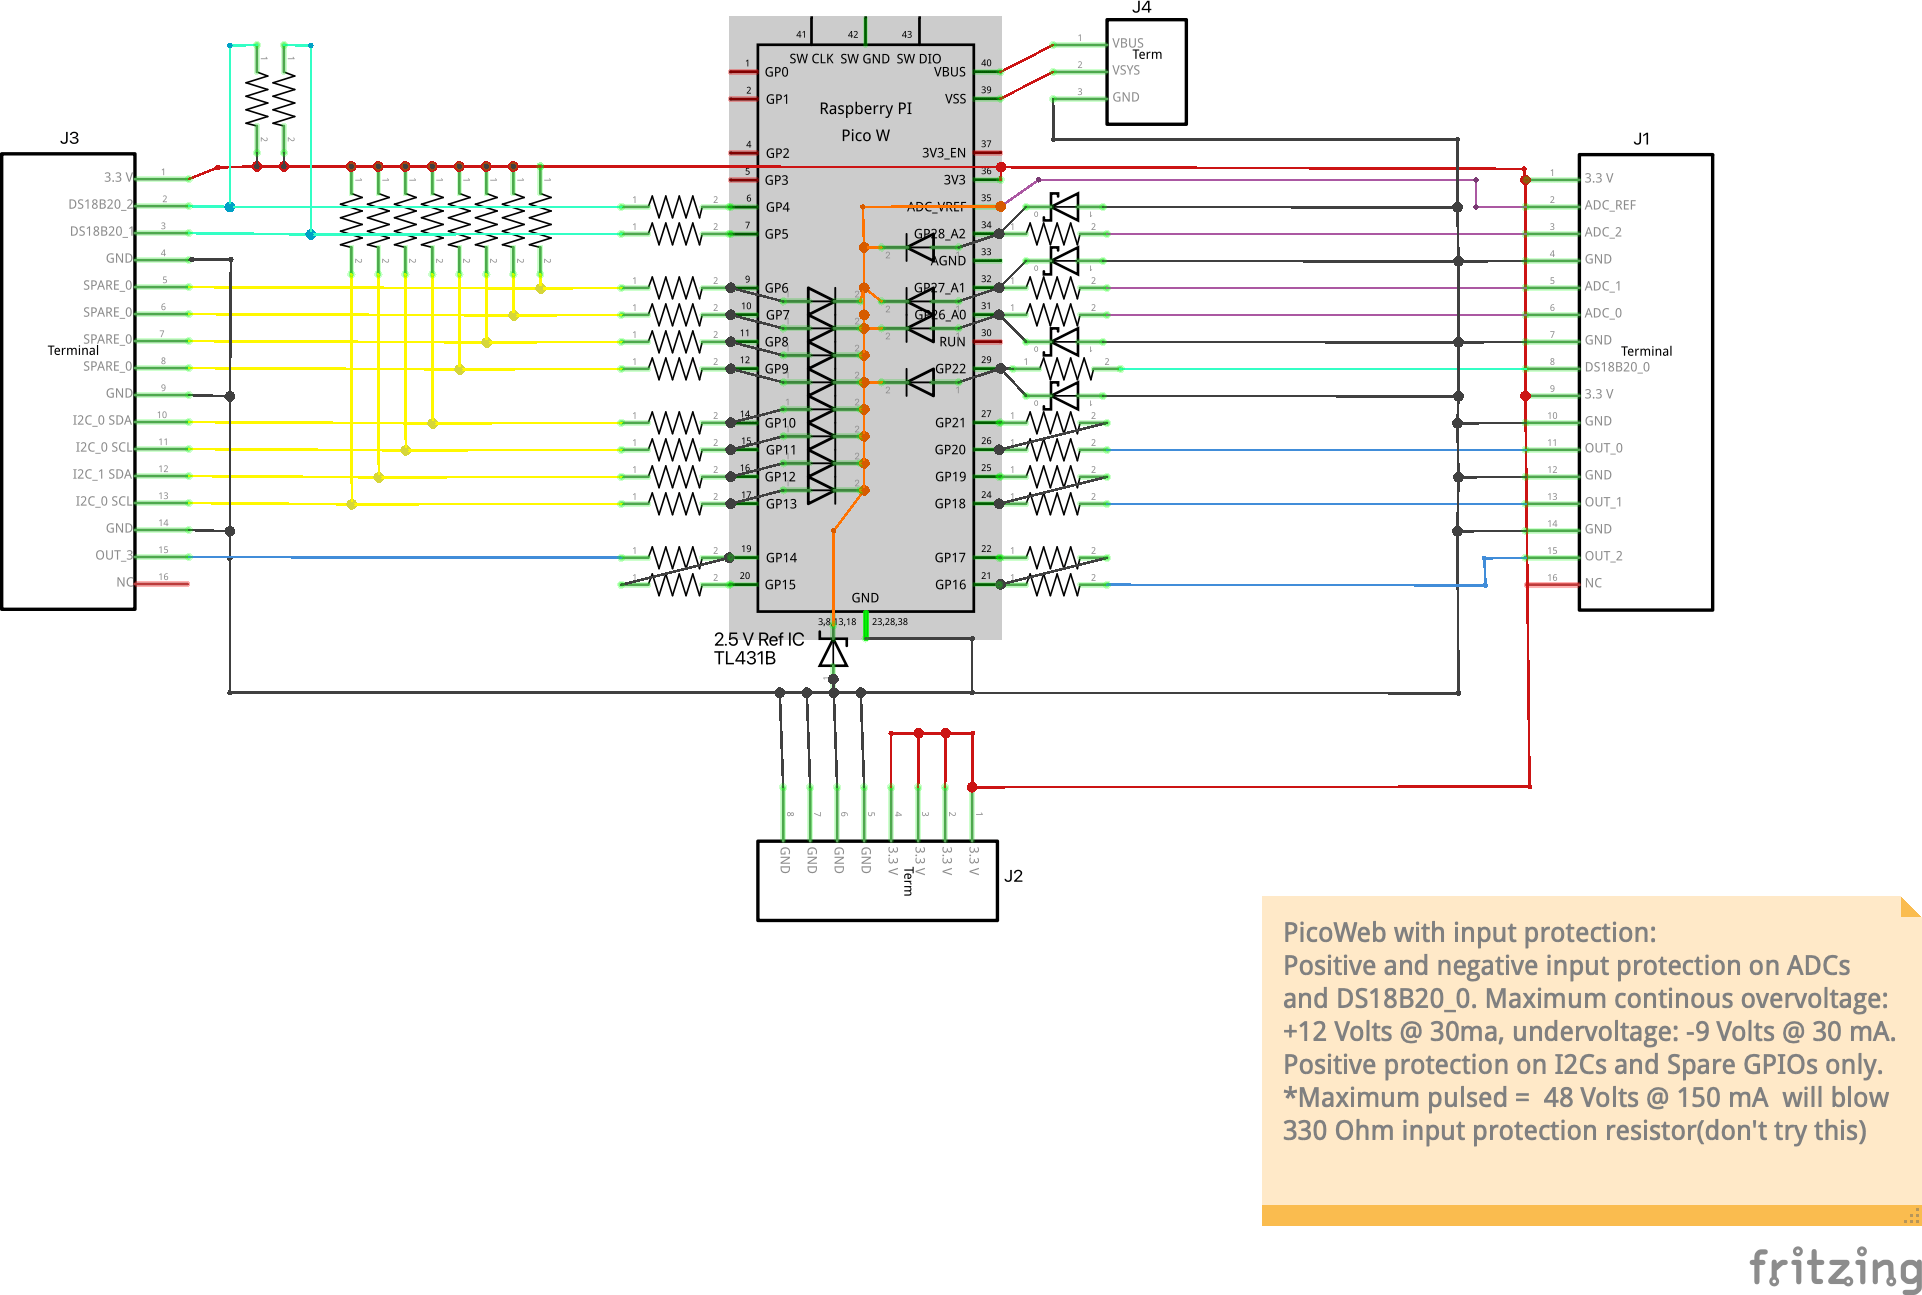 J4
41 42 43
SW CLK SW GND SW DIO
1 GP0
2 GP1
4 GP2
5 GP3
6 GP4
7 GP5
9 GP6
10 GP7
11 GP8
12 GP9
14 GP10
15 GP11
16 GP12
17 GP13
19 GP14
20 GP15
Raspberry PI
Pico W
VBUS 40
VSS 39
3V3_EN 37
3V3 36
ADC_VREF 35
GP28_A2 34
AGND 33
GP27_A1 32
GP26_A0 31
RUN 30
GP22 29
GP21 27
GP20 26
GP19 25
GP18 24
GP17 22
GP16 21
GND
3,8,13,18 23,28,38
1 VBUS
Term
2 VSYS
3 GND
J3
3.3 V 1
DS18B20_2 2
DS18B20_1 3
GND 4
SPARE_0 5
SPARE_0 6
SPARE_0 7
Terminal
SPARE_0 8
GND 9
I2C_0 SDA 10
I2C_0 SCL 11
I2C_1 SDA 12
I2C_0 SCL 13
GND 14
OUT_3 15
NC 16
J1
1 3.3 V
2 ADC_REF
3 ADC_2
4 GND
5 ADC_1
6 ADC_0
7 GND
Terminal
8 DS18B20_0
9 3.3 V
10 GND
11 OUT_0
12 GND
13 OUT_1
14 GND
15 OUT_2
16 NC
2.5 V Ref IC
TL431B
8 7 6 5 4 3 2 1
GND GND GND GND 3.3 V 3.3 V 3.3 V 3.3 V
Term
J2
PicoWeb with input protection:
Positive and negative input protection on ADCs
and DS18B20_0. Maximum continous overvoltage:
+12 Volts @ 30ma, undervoltage: -9 Volts @ 30 mA.
Positive protection on I2Cs and Spare GPIOs only.
*Maximum pulsed =  48 Volts @ 150 mA  will blow
330 Ohm input protection resistor(don't try this)
fritzing